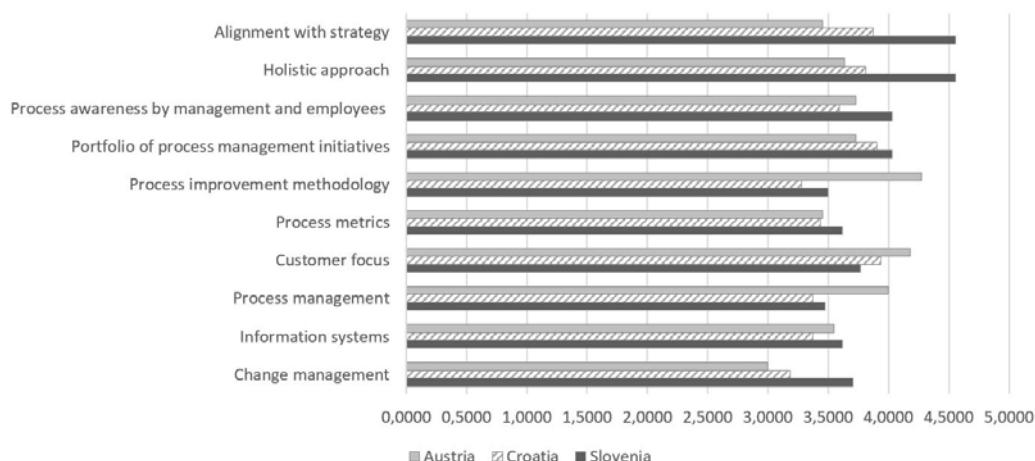 Alignment with strategy
Holistic approach
Process awareness by management and employees
Portfolio of process management initiatives
Process improvement methodology
Process metrics
Customer focus
Process management
Information systems
Change management
0,0000 0,5000 1,0000 1,5000 2,0000 2,5000 3,0000 3,5000 4,0000 4,5000 5,0000
Austria Croatia Slovenia